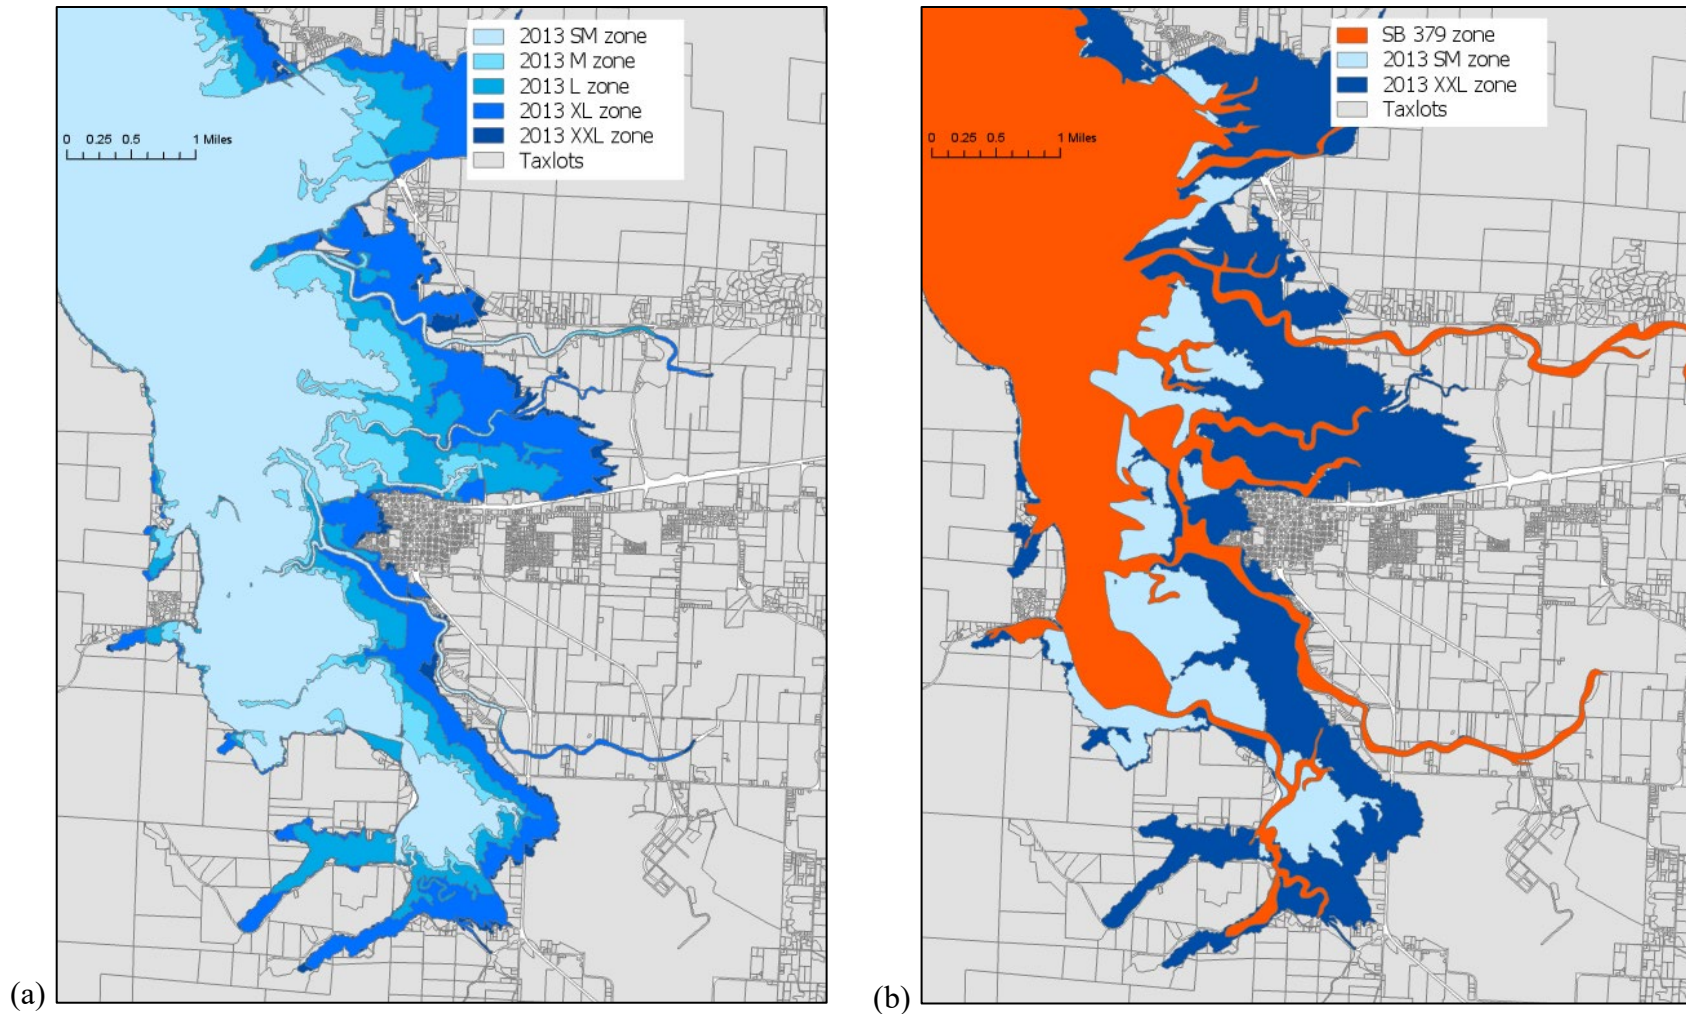 2013 SM zone
2013 M zone
2013 L zone
2013 XL zone
2013 XXL zone
Taxlots
0 0.25 0.5 1 Miles
(a)
SB 379 zone
2013 SM zone
2013 XXL zone
Taxlots
0 0.25 0.5 1 Miles
(b)